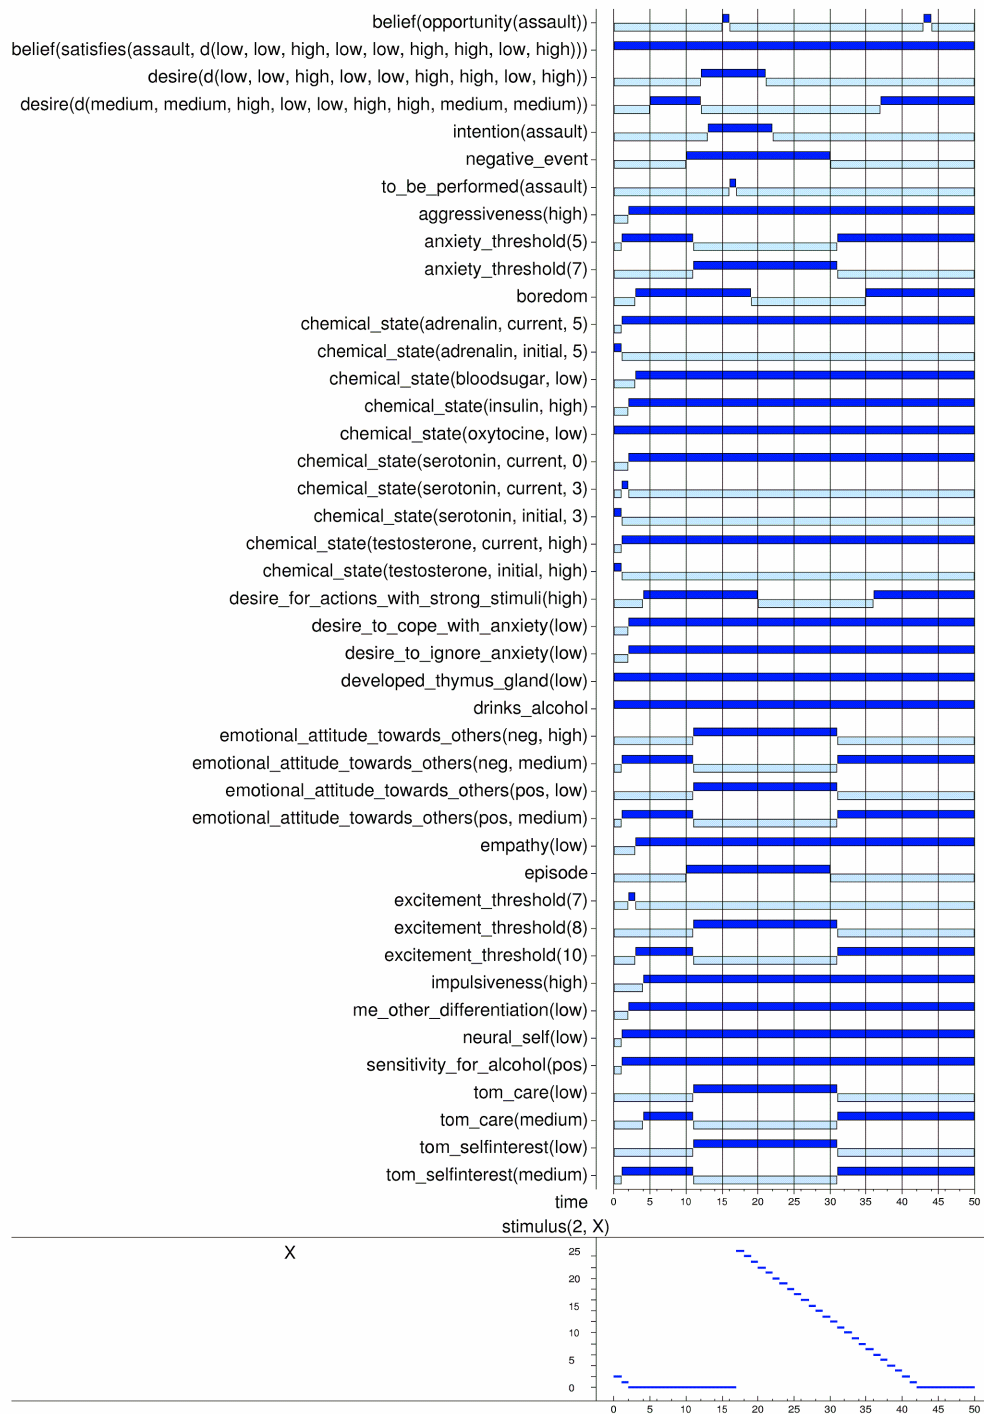 belief(opportunity(assault))
belief(satisfies(assault, d(low, low, high, low, low, high, high, low, high)))
desire(d(low, low, high, low, low, high, high, low, high))
desire(d(medium, medium, high, low, low, high, high, medium, medium))
intention(assault)
negative_event
to_be_performed(assault)
aggressiveness(high)
anxiety_threshold(5)
anxiety_threshold(7)
boredom
chemical_state(adrenalin, current, 5)
chemical_state(adrenalin, initial, 5)
chemical_state(bloodsugar, low)
chemical_state(insulin, high)
chemical_state(oxytocine, low)
chemical_state(serotonin, current, 0)
chemical_state(serotonin, current, 3)
chemical_state(serotonin, initial, 3)
chemical_state(testosterone, current, high)
chemical_state(testosterone, initial, high)
desire_for_actions_with_strong_stimuli(high)
desire_to_cope_with_anxiety(low)
desire_to_ignore_anxiety(low)
developed_thymus_gland(low)
drinks_alcohol
emotional_attitude_towards_others(neg, high)
emotional_attitude_towards_others(neg, medium)
emotional_attitude_towards_others(pos, low)
emotional_attitude_towards_others(pos, medium)
empathy(low)
episode
excitement_threshold(7)
excitement_threshold(8)
excitement_threshold(10)
impulsiveness(high)
me_other_differentiation(low)
neural_self(low)
sensitivity_for_alcohol(pos)
tom_care(low)
tom_care(medium)
tom_selfinterest(low)
tom_selfinterest(medium)
time 0 5 10 15 20 25 30 35 40 45 50
stimulus(2, X)
X 25
20
15
10
5
0
0 5 10 15 20 25 30 35 40 45 50